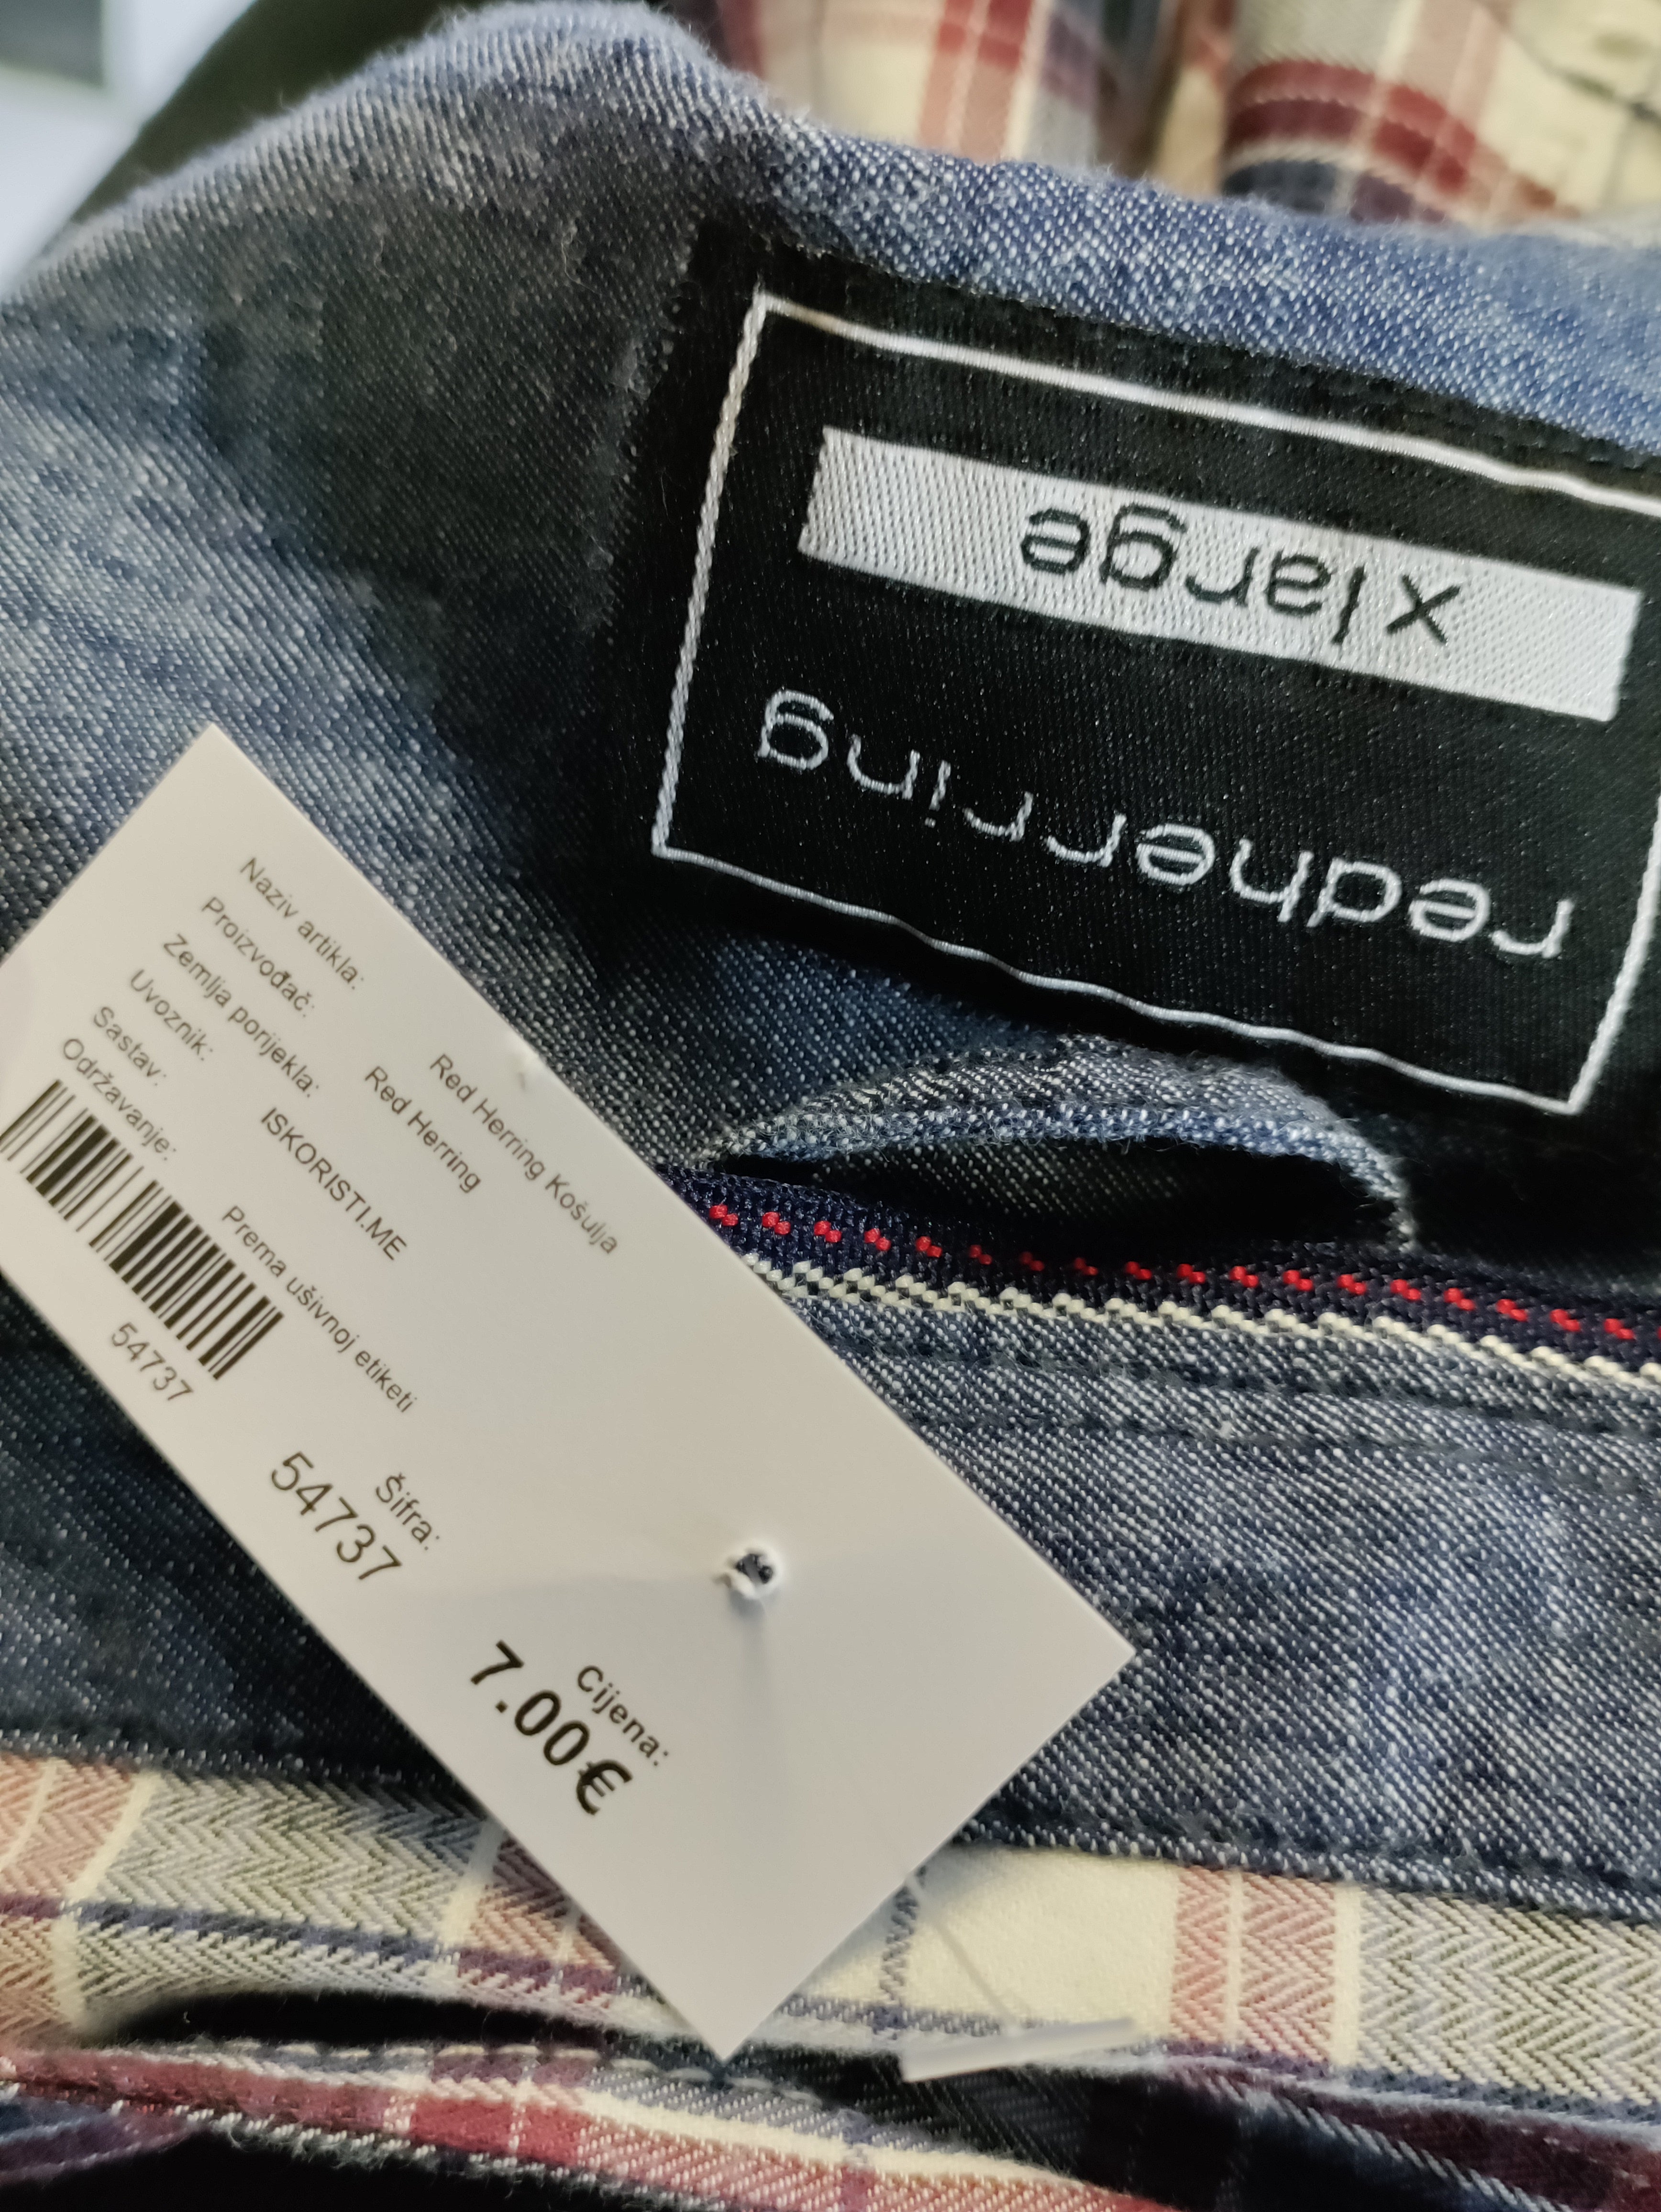 redherring
x large
Naziv artikla: Red Herring Košulja
Proizvođač: Red Herring
Zemlja porijekla:
Uvoznik: ISKORISTI.ME
Sastav:
Održavanje: Prema ušivnoj etiketi
54737
Šifra:
54737
Cijena:
7.00€